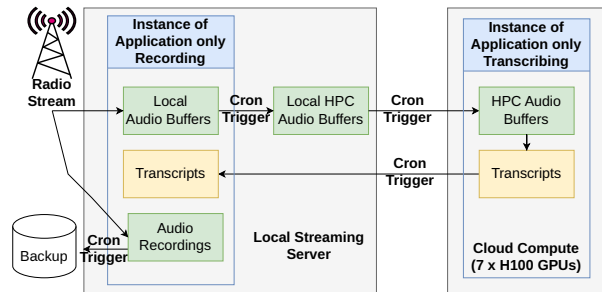 Instance of
Application only
Recording
Instance of
Application only
Transcribing
Radio
Stream
Local
Audio Buffers
Cron
Trigger
Local HPC
Audio Buffers
Cron
Trigger
HPC Audio
Buffers
Transcripts
Cron
Trigger
Transcripts
Audio
Recordings
Cron
Trigger
Backup
Local Streaming
Server
Cloud Compute
(7 x H100 GPUs)